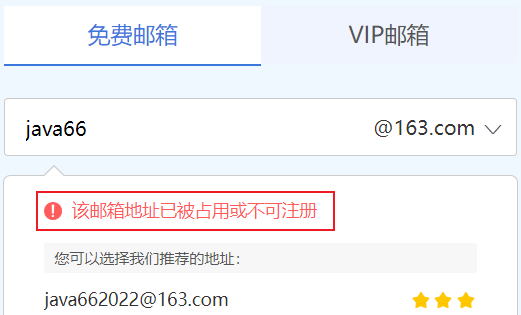 免费邮箱 VIP邮箱
java66 @163.com
该邮箱地址已被占用或不可注册
您可以选择我们推荐的地址：
java662022@163.com